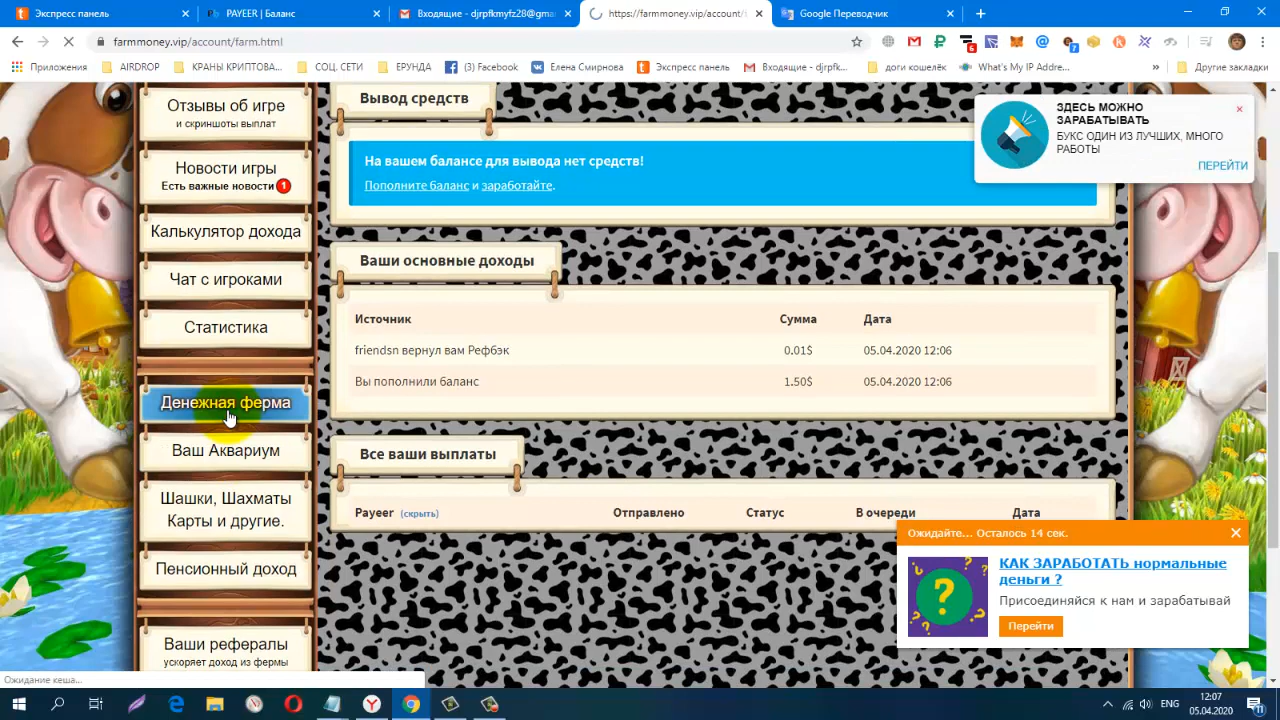 Экспресс панель
PAYEER | Баланс
Входящие - djrpfkmyfz28@gma
https://farmmoney.vip/account/
Google Переводчик
farmmoney.vip/account/farm.html
6
7
Приложения
AIRDROP
КРАНЫ КРИПТОВА...
СОЦ. СЕТИ
ЕРУНДА
(3) Facebook
Елена Смирнова
Экспресс панель
Входящие - djrpfk...
доги кошелёк
What's My IP Addre...
»
Другие закладки
Отзывы об игре
и скриншоты выплат
Новости игры
Есть важные новости 1
Калькулятор дохода
Чат с игроками
Статистика
Денежная ферма
Ваш Аквариум
Шашки, Шахматы
Карты и другие.
Пенсионный доход
Ваши рефералы
ускоряет доход из фермы
Вывод средств
На вашем балансе для вывода нет средств!
Пополните баланс и заработайте.
Ваши основные доходы
Источник Сумма Дата
friendsn вернул вам Рефбэк 0.01$ 05.04.2020 12:06
Вы пополнили баланс 1.50$ 05.04.2020 12:06
Все ваши выплаты
Payeer (скрыть) Отправлено Статус В очереди Дата
ЗДЕСЬ МОЖНО
ЗАРАБАТЫВАТЬ
БУКС ОДИН ИЗ ЛУЧШИХ, МНОГО
РАБОТЫ
ПЕРЕЙТИ
Ожидайте... Осталось 14 сек.
КАК ЗАРАБОТАТЬ нормальные
деньги ?
Присоединяйся к нам и зарабатывай
Перейти
Ожидание кеша...
ENG
12:07
05.04.2020